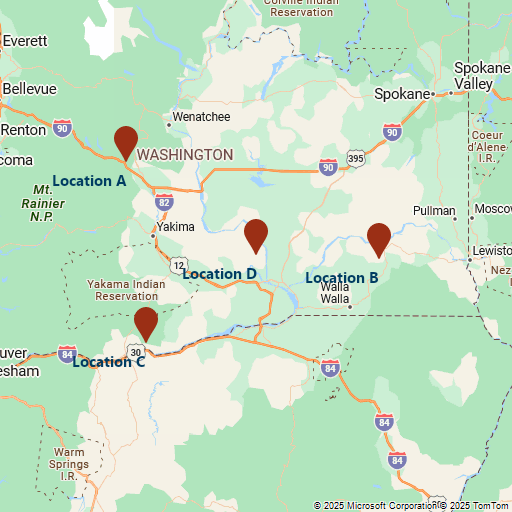 Colville Indian
Reservation
Everett
Spokane
Valley
Bellevue
Spokane
Renton
90
Wenatchee
90
Coeur
d'Alene
I.R.
coma
WASHINGTON
90
395
Location A
Mt.
Rainier
N.P.
82
Pullman
Moscow
Yakima
Lewiston
12
Location D
Location B
Nez
Yakama Indian
Reservation
Walla
Walla
uver
84
30
esham
Location C
84
84
Warm
Springs
I.R.
84
© 2025 Microsoft Corporation © 2025 TomTom